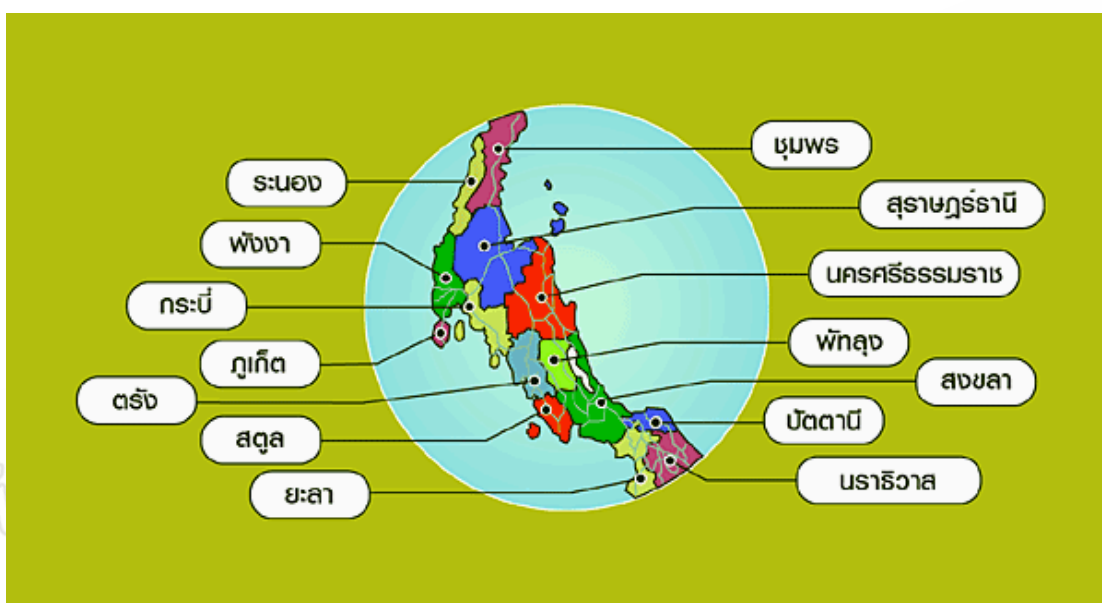 ชุมพร
ระนอง
สุราษฎร์ธานี
พังงา
นครศรีธรรมราช
กระบี่
พัทลุง
ภูเก็ต
สงขลา
ตรัง
ปัตตานี
สตูล
นราธิวาส
ยะลา